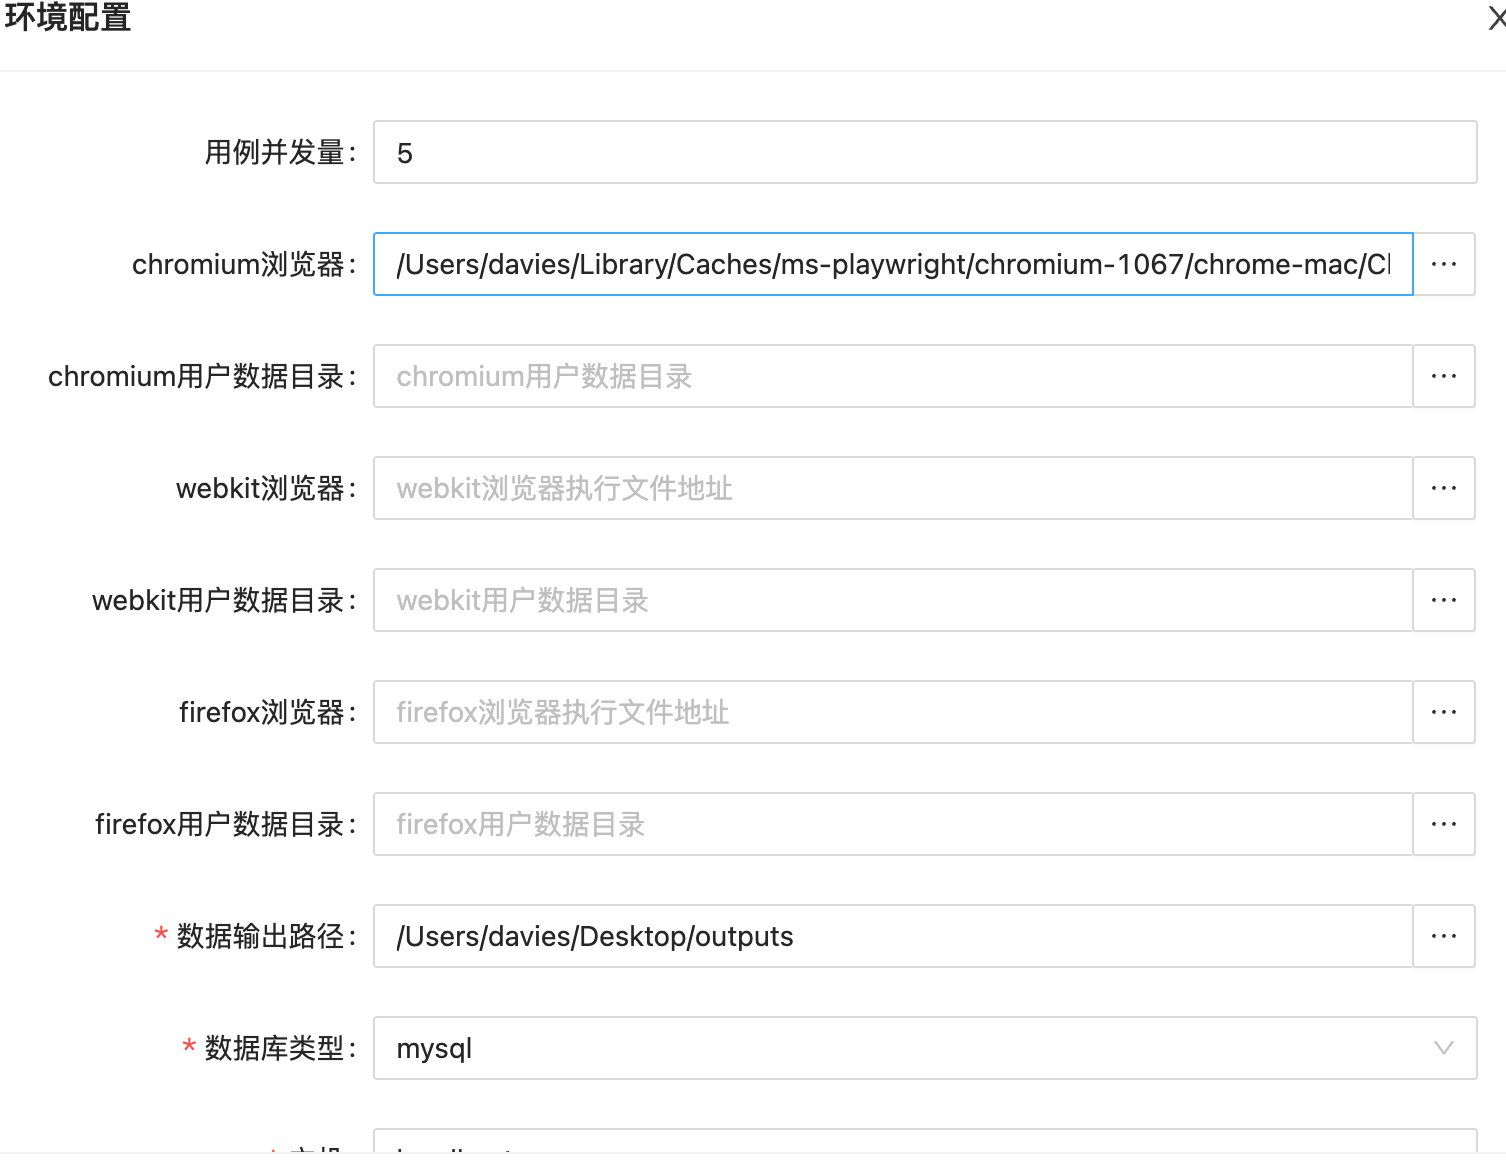 环境配置
用例并发量: 5
chromium浏览器: /Users/davies/Library/Caches/ms-playwright/chromium-1067/chrome-mac/Cl
chromium用户数据目录: chromium用户数据目录
webkit浏览器: webkit浏览器执行文件地址
webkit用户数据目录: webkit用户数据目录
firefox浏览器: firefox浏览器执行文件地址
firefox用户数据目录: firefox用户数据目录
* 数据输出路径: /Users/davies/Desktop/outputs
* 数据库类型: mysql